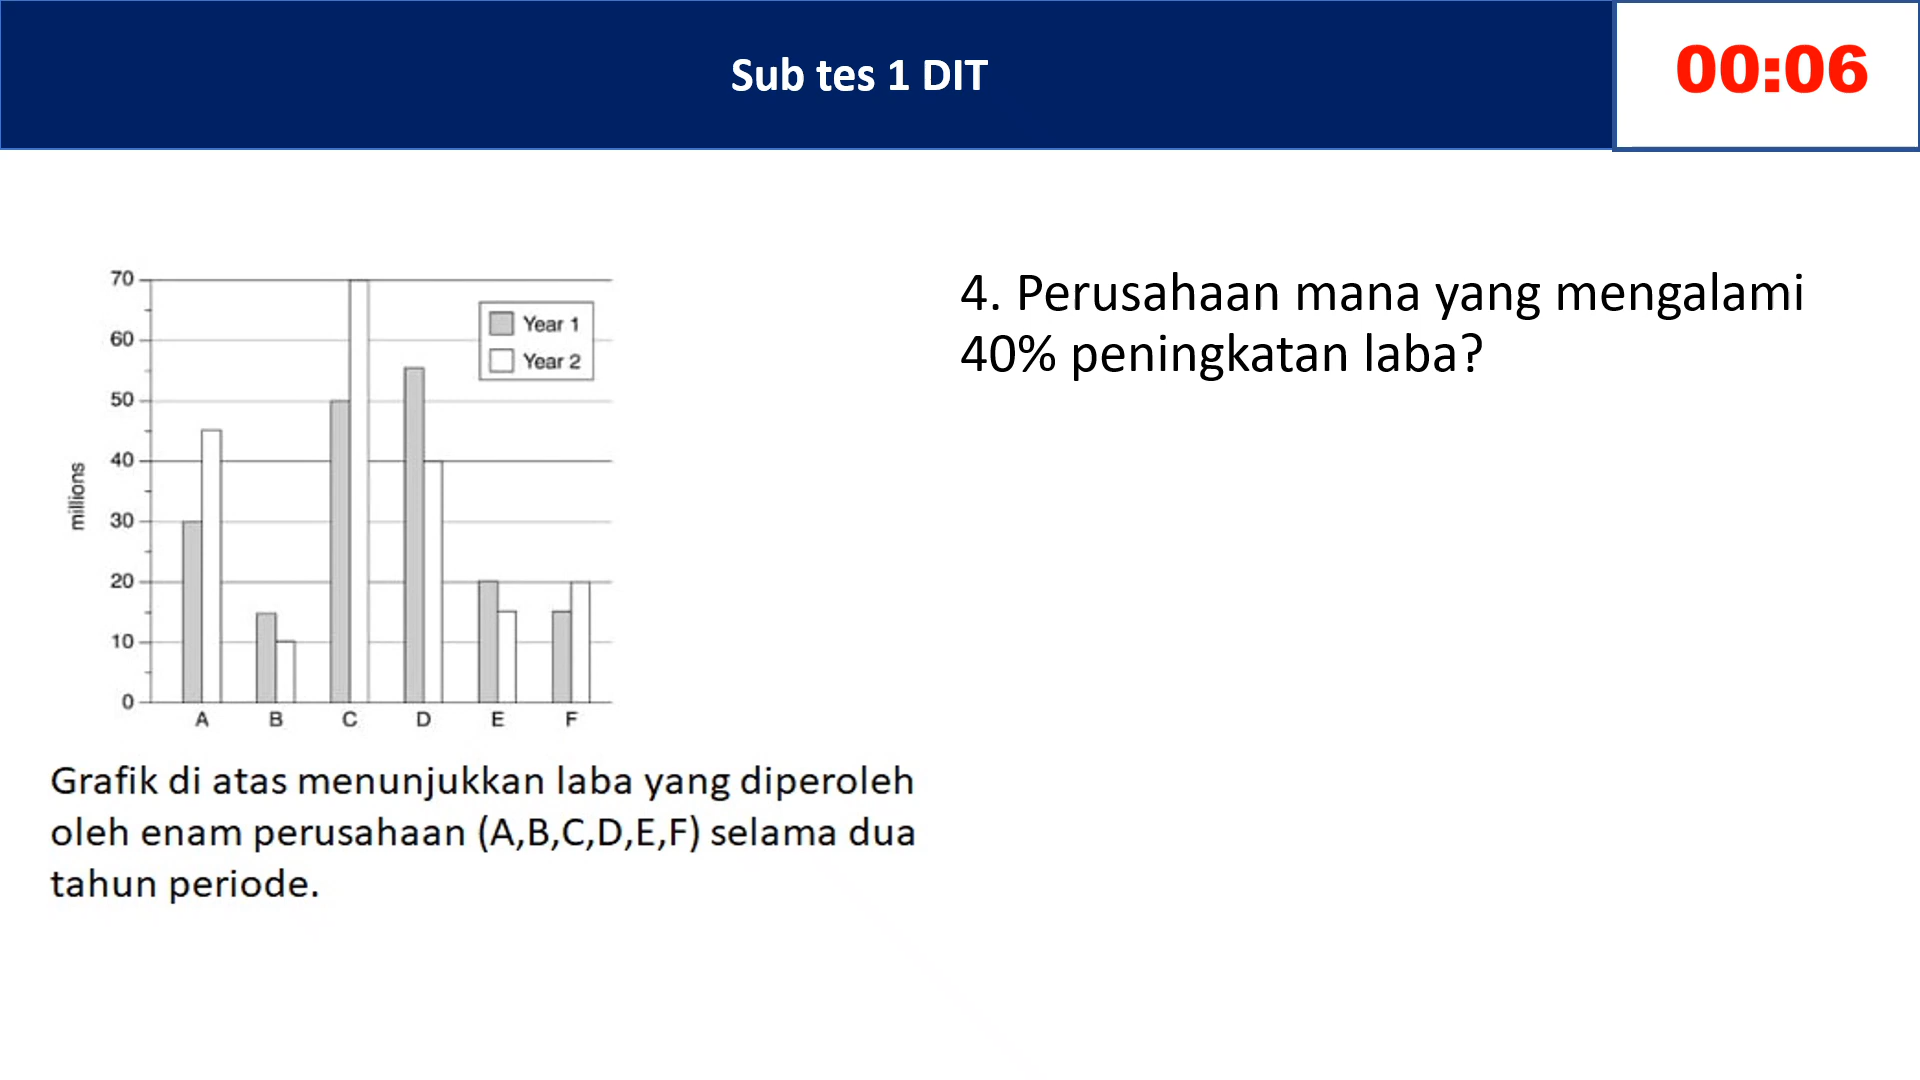 Sub tes 1 DIT
00:06
70
60
50
40
30
20
10
0
millions
Year 1
Year 2
A B C D E F
Grafik di atas menunjukkan laba yang diperoleh
oleh enam perusahaan (A,B,C,D,E,F) selama dua
tahun periode.
4. Perusahaan mana yang mengalami
40% peningkatan laba?